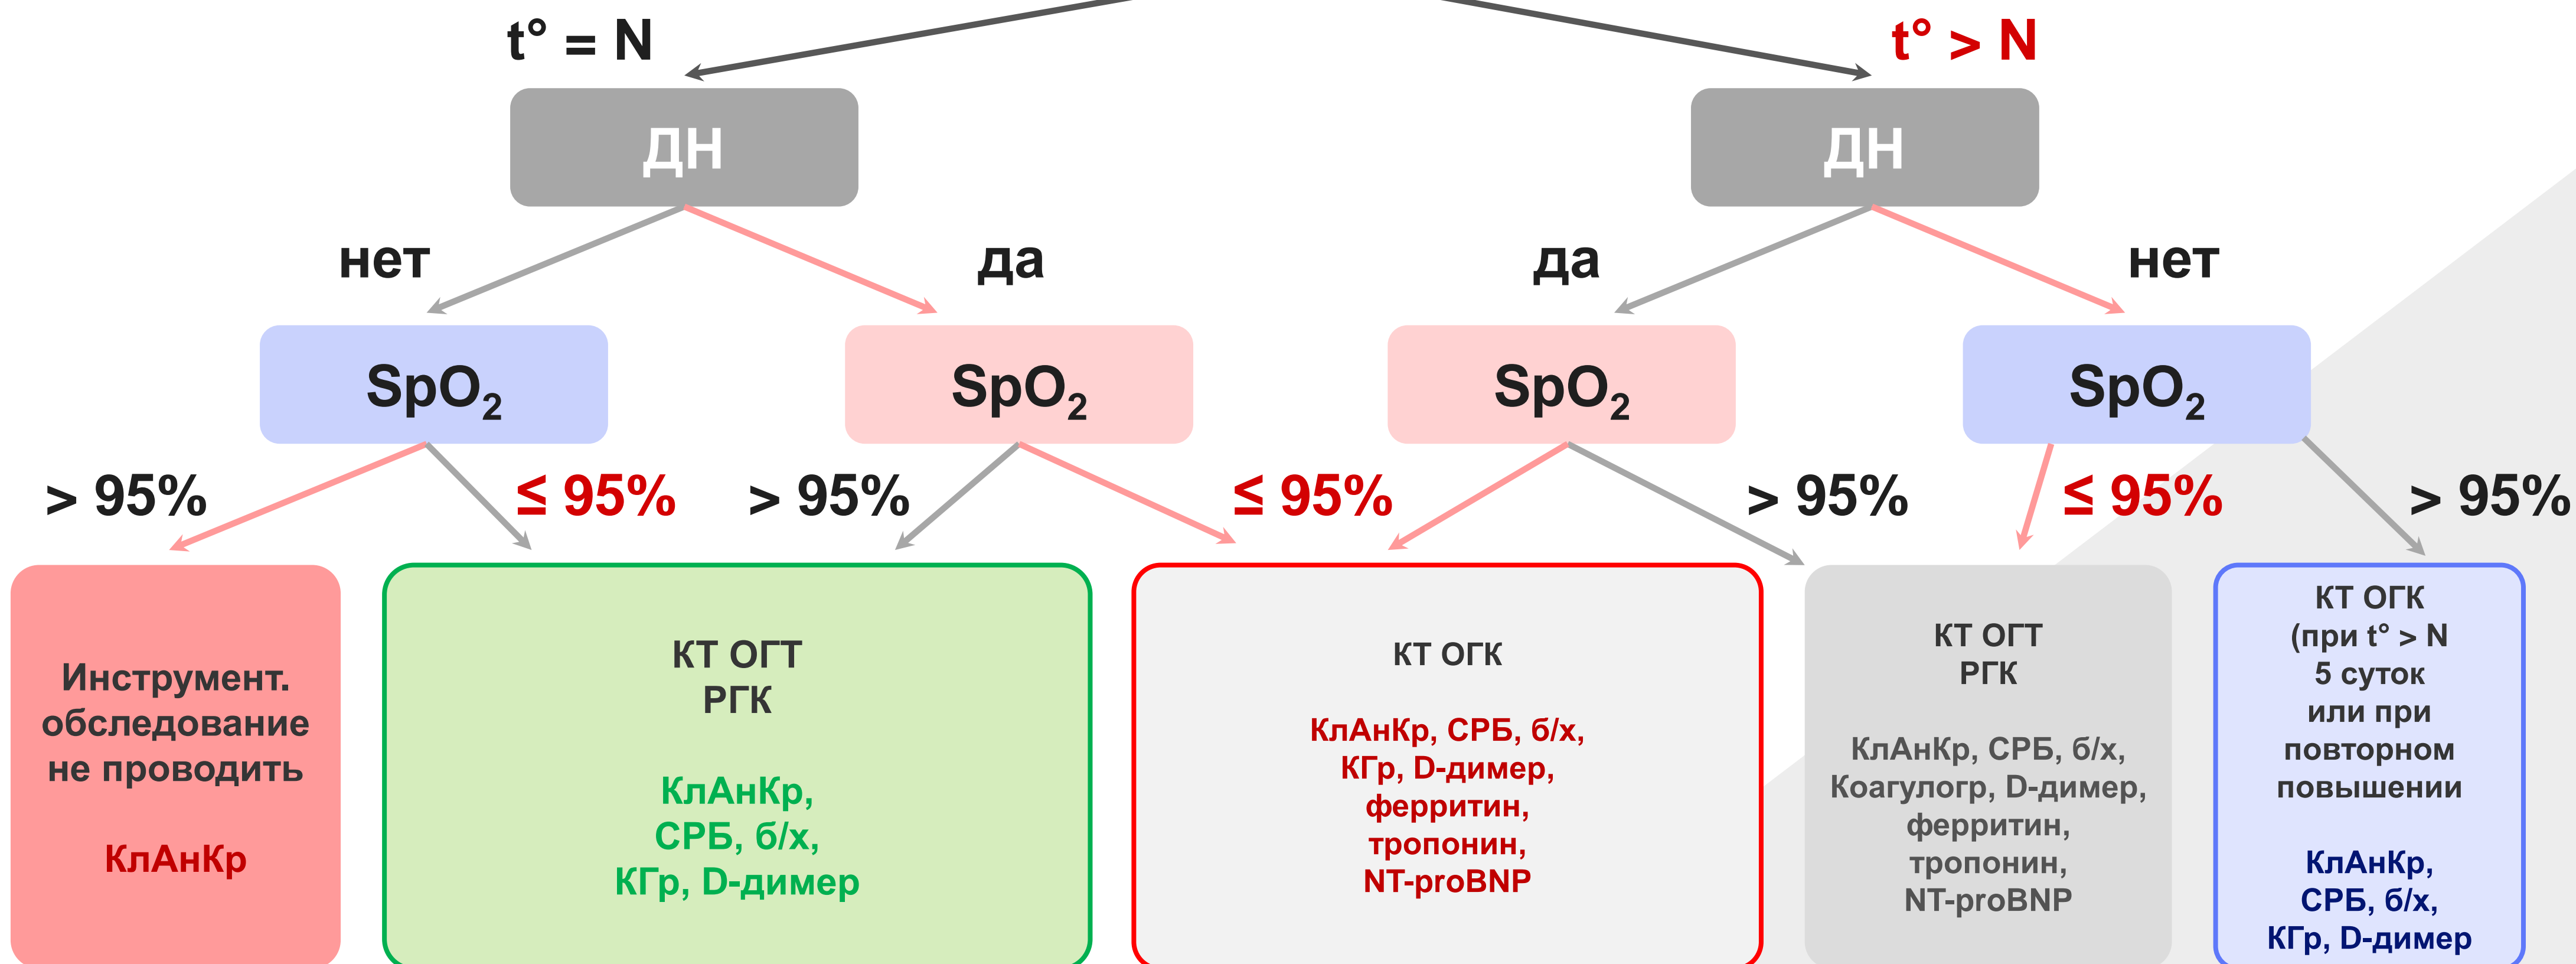 t° = N
t° > N
ДН
ДН
нет
да
да
нет
SpO₂
SpO₂
SpO₂
SpO₂
> 95%
≤ 95%
> 95%
≤ 95%
> 95%
≤ 95%
> 95%
Инструмент.
обследование
не проводить
КлАнКр
КТ ОГТ
РГК
КлАнКр,
СРБ, б/х,
КГр, D-димер
КТ ОГК
КлАнКр, СРБ, б/х,
КГр, D-димер,
ферритин,
тропонин,
NT-proBNP
КТ ОГТ
РГК
КлАнКр, СРБ, б/х,
Коагулогр, D-димер,
ферритин,
тропонин,
NT-proBNP
КТ ОГК
(при t° > N
5 суток
или при
повторном
повышении
КлАнКр,
СРБ, б/х,
КГр, D-димер